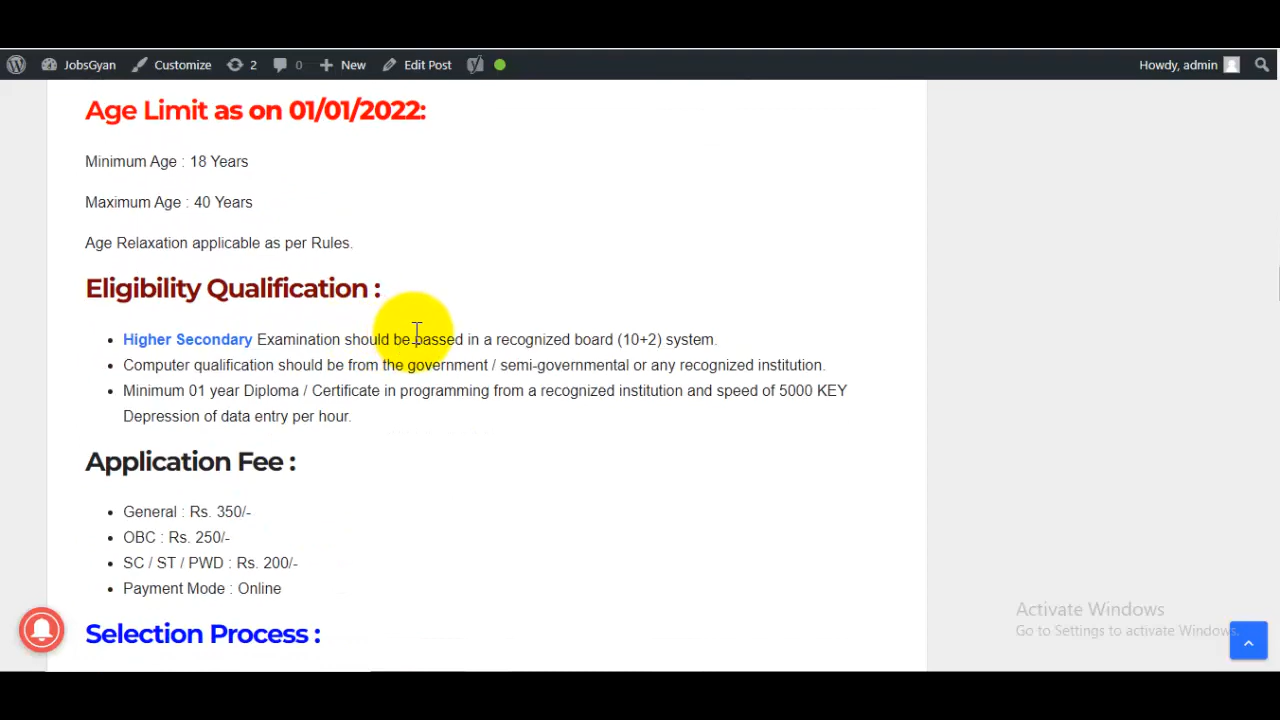 JobsGyan Customize 2 0 New Edit Post Howdy, admin
Age Limit as on 01/01/2022:
Minimum Age : 18 Years
Maximum Age : 40 Years
Age Relaxation applicable as per Rules.
Eligibility Qualification :
Higher Secondary Examination should be passed in a recognized board (10+2) system.
Computer qualification should be from the government / semi-governmental or any recognized institution.
Minimum 01 year Diploma / Certificate in programming from a recognized institution and speed of 5000 KEY
Depression of data entry per hour.
Application Fee :
General : Rs. 350/-
OBC : Rs. 250/-
SC / ST / PWD : Rs. 200/-
Payment Mode : Online
Activate Windows
Go to Settings to activate Windows.
Selection Process :